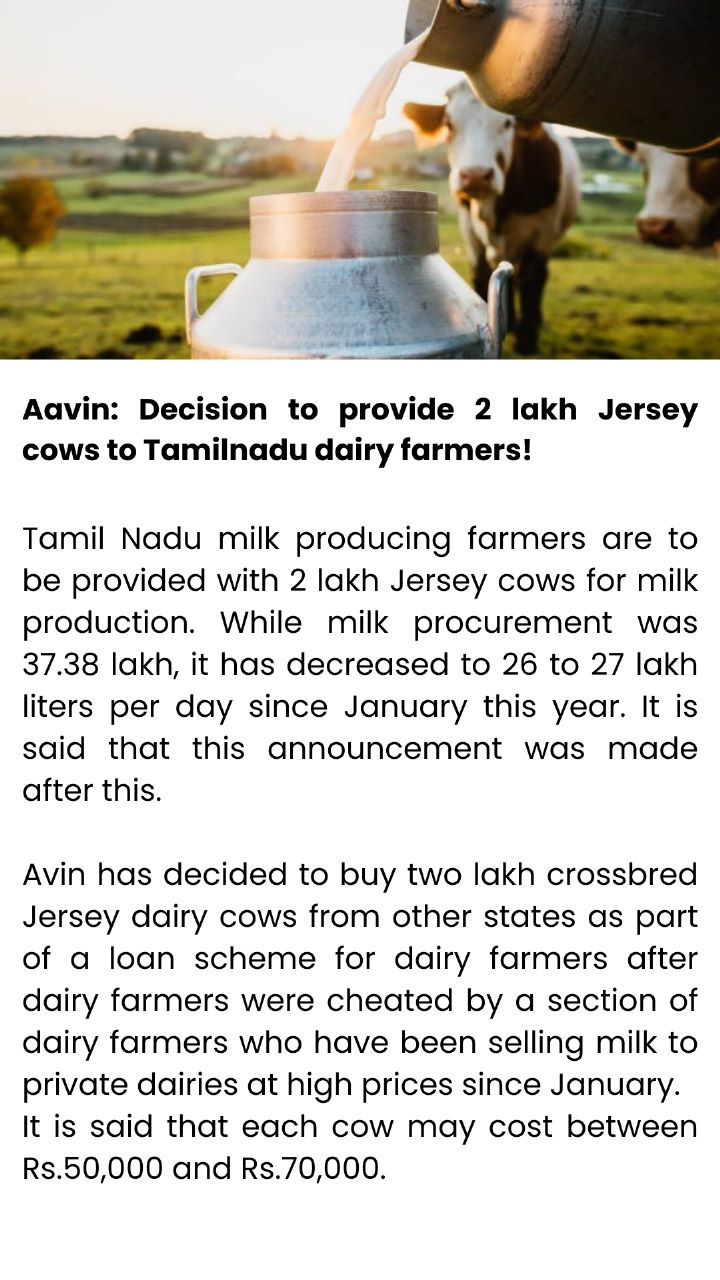 Aavin: Decision to provide 2 lakh Jersey
cows to Tamilnadu dairy farmers!
Tamil Nadu milk producing farmers are to
be provided with 2 lakh Jersey cows for milk
production. While milk procurement was
37.38 lakh, it has decreased to 26 to 27 lakh
liters per day since January this year. It is
said that this announcement was made
after this.
Avin has decided to buy two lakh crossbred
Jersey dairy cows from other states as part
of a loan scheme for dairy farmers after
dairy farmers were cheated by a section of
dairy farmers who have been selling milk to
private dairies at high prices since January.
It is said that each cow may cost between
Rs.50,000 and Rs.70,000.